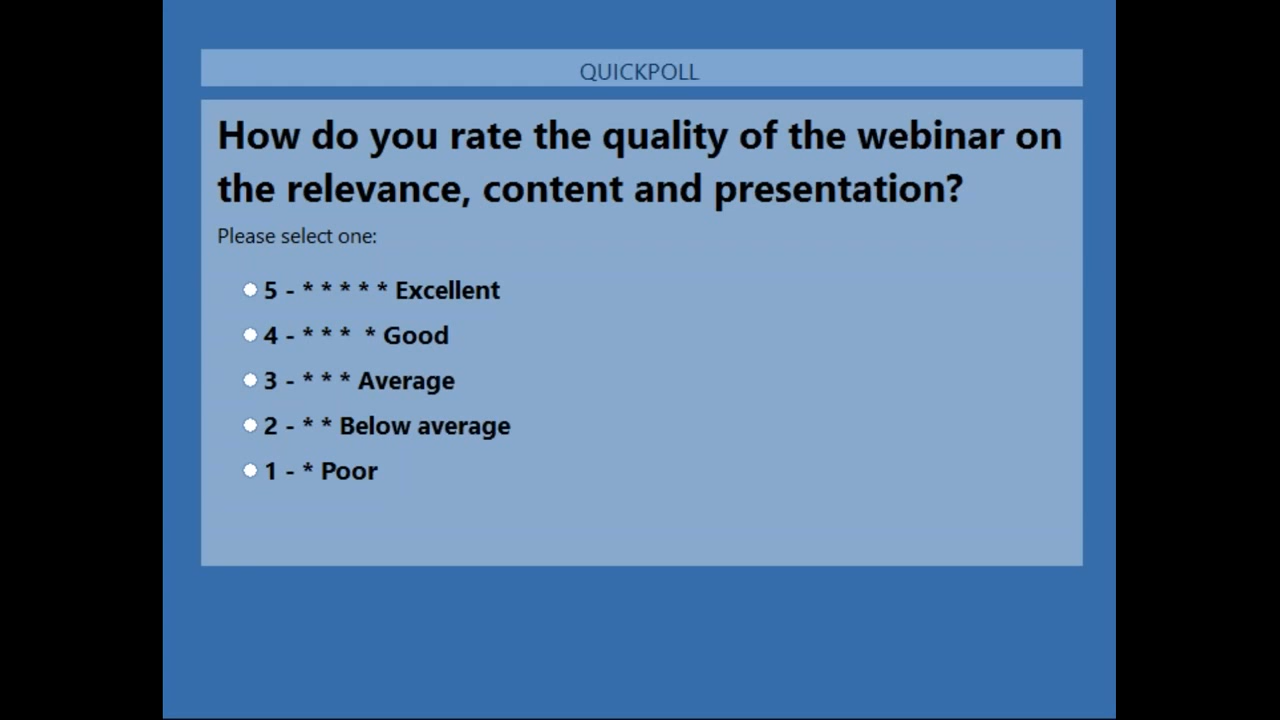 QUICKPOLL
How do you rate the quality of the webinar on
the relevance, content and presentation?
Please select one:
5 - * * * * * Excellent
4 - * * *  * Good
3 - * * * Average
2 - * * Below average
1 - * Poor